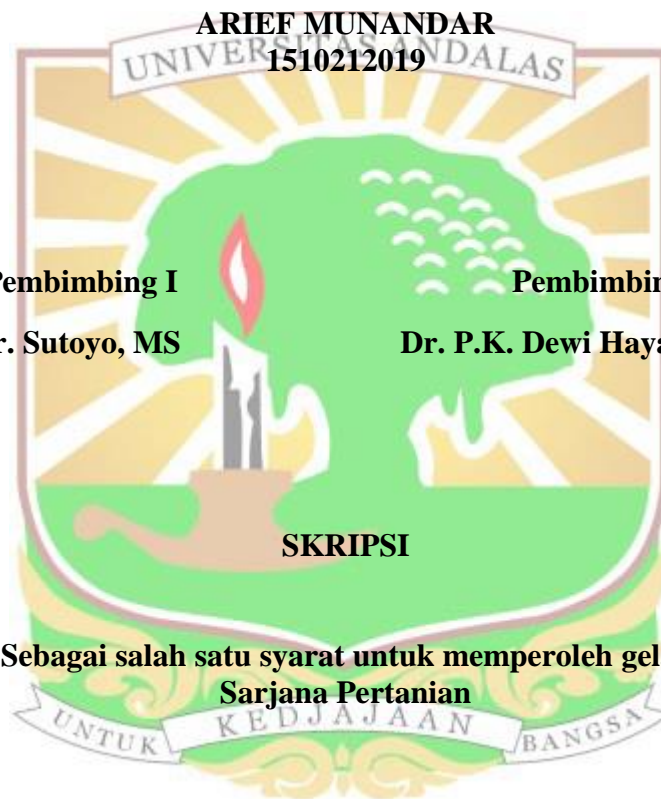 ARIEF MUNANDAR
UNIVERSITAS ANDALAS
1510212019
Pembimbing I
Pembimbin
r. Sutoyo, MS
Dr. P.K. Dewi Haya
SKRIPSI
Sebagai salah satu syarat untuk memperoleh gel
Sarjana Pertanian
UNTUK KEDJAJAAN BANGSA